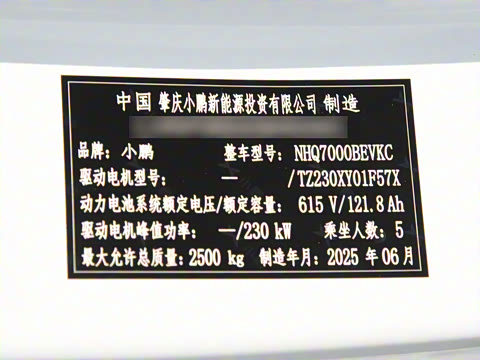 中国 肇庆小鹏新能源投资有限公司 制造
品牌：小鹏 整车型号：NHQ7000BEVKC
驱动电机型号：— /TZ230XY01F57X
动力电池系统额定电压/额定容量：615 V/121.8 Ah
驱动电机峰值功率：—/230 kW 乘坐人数：5
最大允许总质量：2500 kg 制造年月：2025 年 06 月